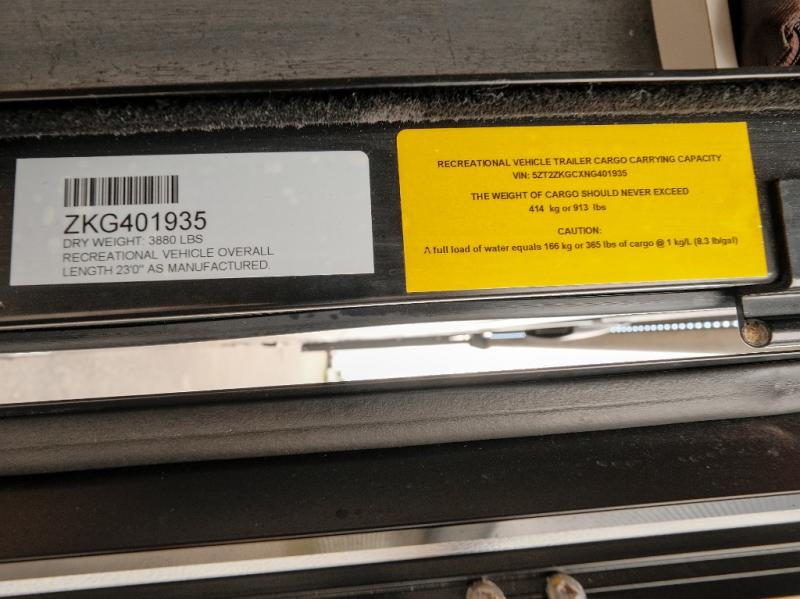 ZKG401935
DRY WEIGHT: 3880 LBS
RECREATIONAL VEHICLE OVERALL
LENGTH 23'0" AS MANUFACTURED.
RECREATIONAL VEHICLE TRAILER CARGO CARRYING CAPACITY
VIN: 5ZT2ZKGCXNG401935
THE WEIGHT OF CARGO SHOULD NEVER EXCEED
414 kg or 913 lbs
CAUTION:
A full load of water equals 166 kg or 365 lbs of cargo @ 1 kg/L (8.3 lb/gal)